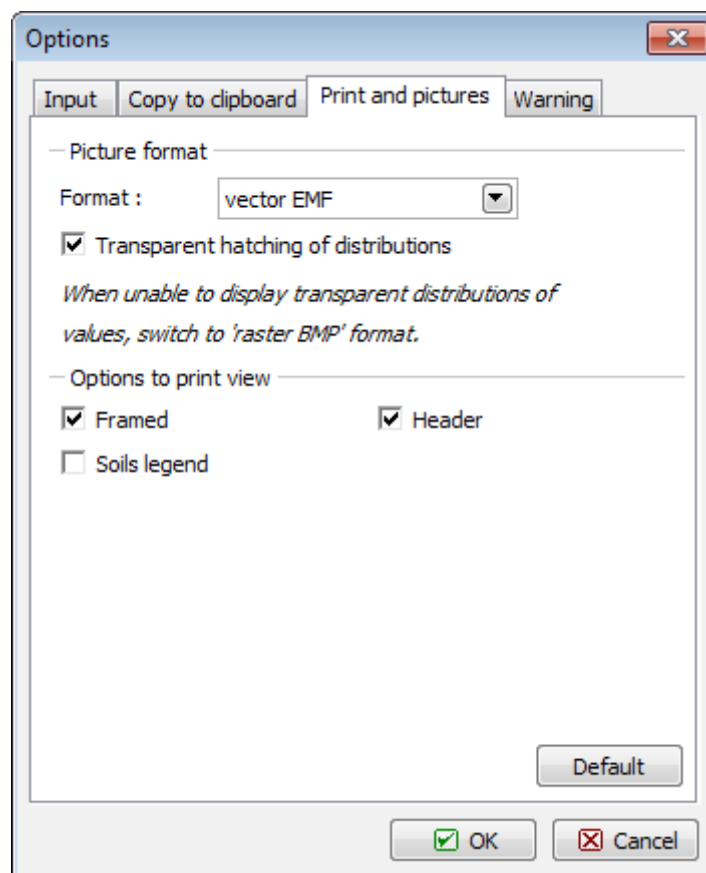 Options
Input Copy to clipboard Print and pictures Warning
Picture format
Format : vector EMF
Transparent hatching of distributions
When unable to display transparent distributions of
values, switch to 'raster BMP' format.
Options to print view
Framed Header
Soils legend
Default
OK Cancel